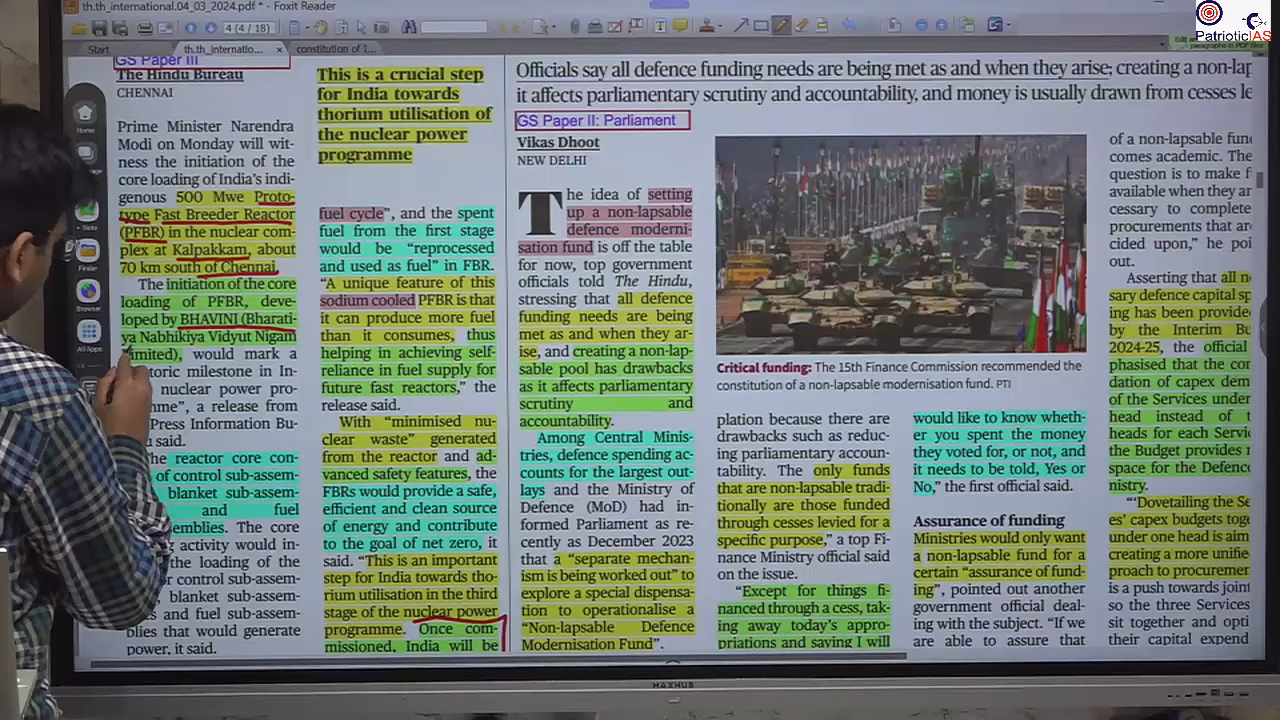 th.th_international.04_03_2024.pdf * - Foxit Reader
4 (4 / 18)
Start
th.th_internatio...
constitution of I...
PatrioticIAS
Home
Note
Finder
Browser
All Apps
GS Paper III
The Hindu Bureau
CHENNAI
Prime Minister Narendra
Modi on Monday will wit-
ness the initiation of the
core loading of India's indi-
genous 500 Mwe Proto-
type Fast Breeder Reactor
(PFBR) in the nuclear com-
plex at Kalpakkam, about
70 km south of Chennai.
The initiation of the core
loading of PFBR, deve-
loped by BHAVINI (Bharati-
ya Nabhikiya Vidyut Nigam
imited), would mark a
toric milestone in In-
nuclear power pro-
me", a release from
Press Information Bu-
said.
he reactor core con-
of control sub-assem-
blanket sub-assem-
and fuel
emblies. The core
activity would in-
the loading of the
control sub-assem-
blanket sub-assem-
s and fuel sub-assem-
blies that would generate
power, it said.
This is a crucial step
for India towards
thorium utilisation of
the nuclear power
programme
fuel cycle", and the spent
fuel from the first stage
would be "reprocessed
and used as fuel" in FBR.
"A unique feature of this
sodium cooled PFBR is that
it can produce more fuel
than it consumes, thus
helping in achieving self-
reliance in fuel supply for
future fast reactors," the
release said.
With "minimised nu-
clear waste" generated
from the reactor and ad-
vanced safety features, the
FBRs would provide a safe,
efficient and clean source
of energy and contribute
to the goal of net zero, it
said. "This is an important
step for India towards tho-
rium utilisation in the third
stage of the nuclear power
programme. Once com-
missioned, India will be
Officials say all defence funding needs are being met as and when they arise; creating a non-lap
it affects parliamentary scrutiny and accountability, and money is usually drawn from cesses le
GS Paper II: Parliament
Vikas Dhoot
NEW DELHI
The idea of setting
up a non-lapsable
defence moderni-
sation fund is off the table
for now, top government
officials told The Hindu,
stressing that all defence
funding needs are being
met as and when they ar-
ise, and creating a non-lap-
sable pool has drawbacks
as it affects parliamentary
scrutiny and
accountability.
Among Central Minis-
tries, defence spending ac-
counts for the largest out-
lays and the Ministry of
Defence (MoD) had in-
formed Parliament as re-
cently as December 2023
that a "separate mechan-
ism is being worked out" to
explore a special dispensa-
tion to operationalise a
"Non-lapsable Defence
Modernisation Fund".
Critical funding: The 15th Finance Commission recommended the
constitution of a non-lapsable modernisation fund. PTI
plation because there are
drawbacks such as reduc-
ing parliamentary accoun-
tability. The only funds
that are non-lapsable tradi-
tionally are those funded
through cesses levied for a
specific purpose," a top Fi-
nance Ministry official said
on the issue.
"Except for things fi-
nanced through a cess, tak-
ing away today's appro-
priations and saying I will
would like to know wheth-
er you spent the money
they voted for, or not, and
it needs to be told, Yes or
No," the first official said.
Assurance of funding
Ministries would only want
a non-lapsable fund for a
certain "assurance of fund-
ing", pointed out another
government official deal-
ing with the subject. "If we
are able to assure that
of a non-lapsable fun
comes academic. The
question is to make f
available when they ar
cessary to complete
procurements that ar
cided upon," he poi
out.
Asserting that all n
sary defence capital sp
ing has been provide
by the Interim Bu
2024-25, the official
phasised that the con
dation of capex dem
of the Services under
head instead of t
heads for each Servic
the Budget provides m
space for the Defence
nistry.
"'Dovetailing the Se
es' capex budgets toge
under one head is aim
creating a more unifie
proach to procuremen
is a push towards joint
so the three Services
sit together and opti
their capital expend
MAXHUB